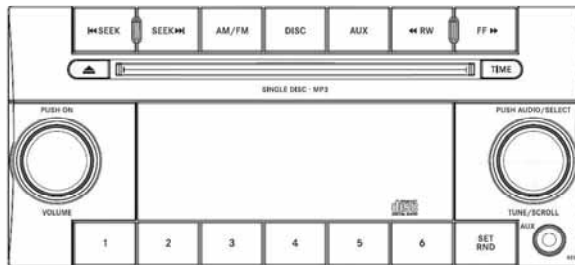 SEEK SEEK AM/FM DISC AUX RW FF
TIME
SINGLE DISC · MP3
PUSH ON PUSH AUDIO/SELECT
disc
VOLUME TUNE/SCROLL
1 2 3 4 5 6 SET
RND
AUX